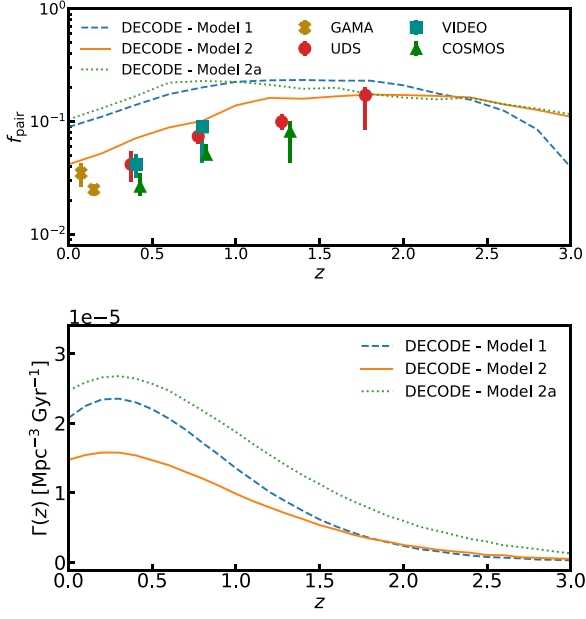 10⁰
DECODE - Model 1
DECODE - Model 2
DECODE - Model 2a
GAMA
UDS
VIDEO
COSMOS
f_pair
10⁻¹
10⁻²
0.0 0.5 1.0 1.5 2.0 2.5 3.0
z
1e−5
DECODE - Model 1
DECODE - Model 2
DECODE - Model 2a
Γ(z) [Mpc⁻³ Gyr⁻¹]
3
2
1
0
0.0 0.5 1.0 1.5 2.0 2.5 3.0
z